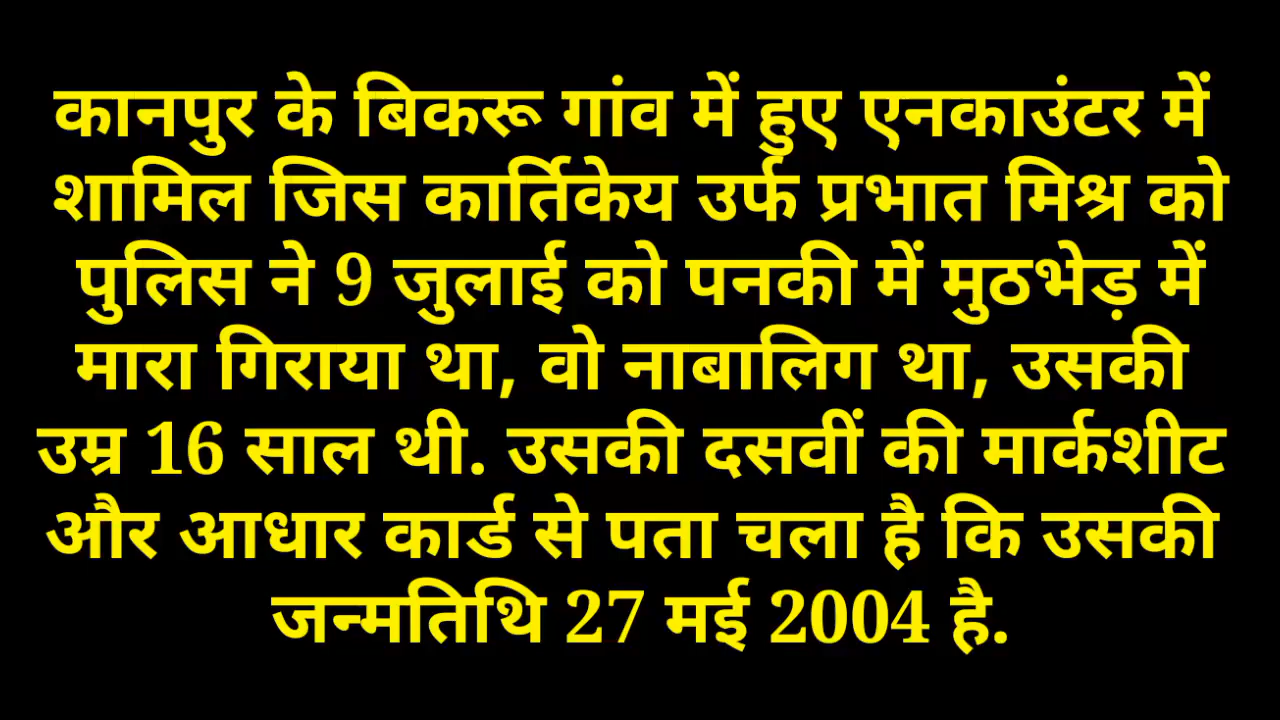 कानपुर के बिकरू गांव में हुए एनकाउंटर में
शामिल जिस कार्तिकेय उर्फ प्रभात मिश्र को
पुलिस ने 9 जुलाई को पनकी में मुठभेड़ में
मारा गिराया था, वो नाबालिग था, उसकी
उम्र 16 साल थी. उसकी दसवीं की मार्कशीट
और आधार कार्ड से पता चला है कि उसकी
जन्मतिथि 27 मई 2004 है.